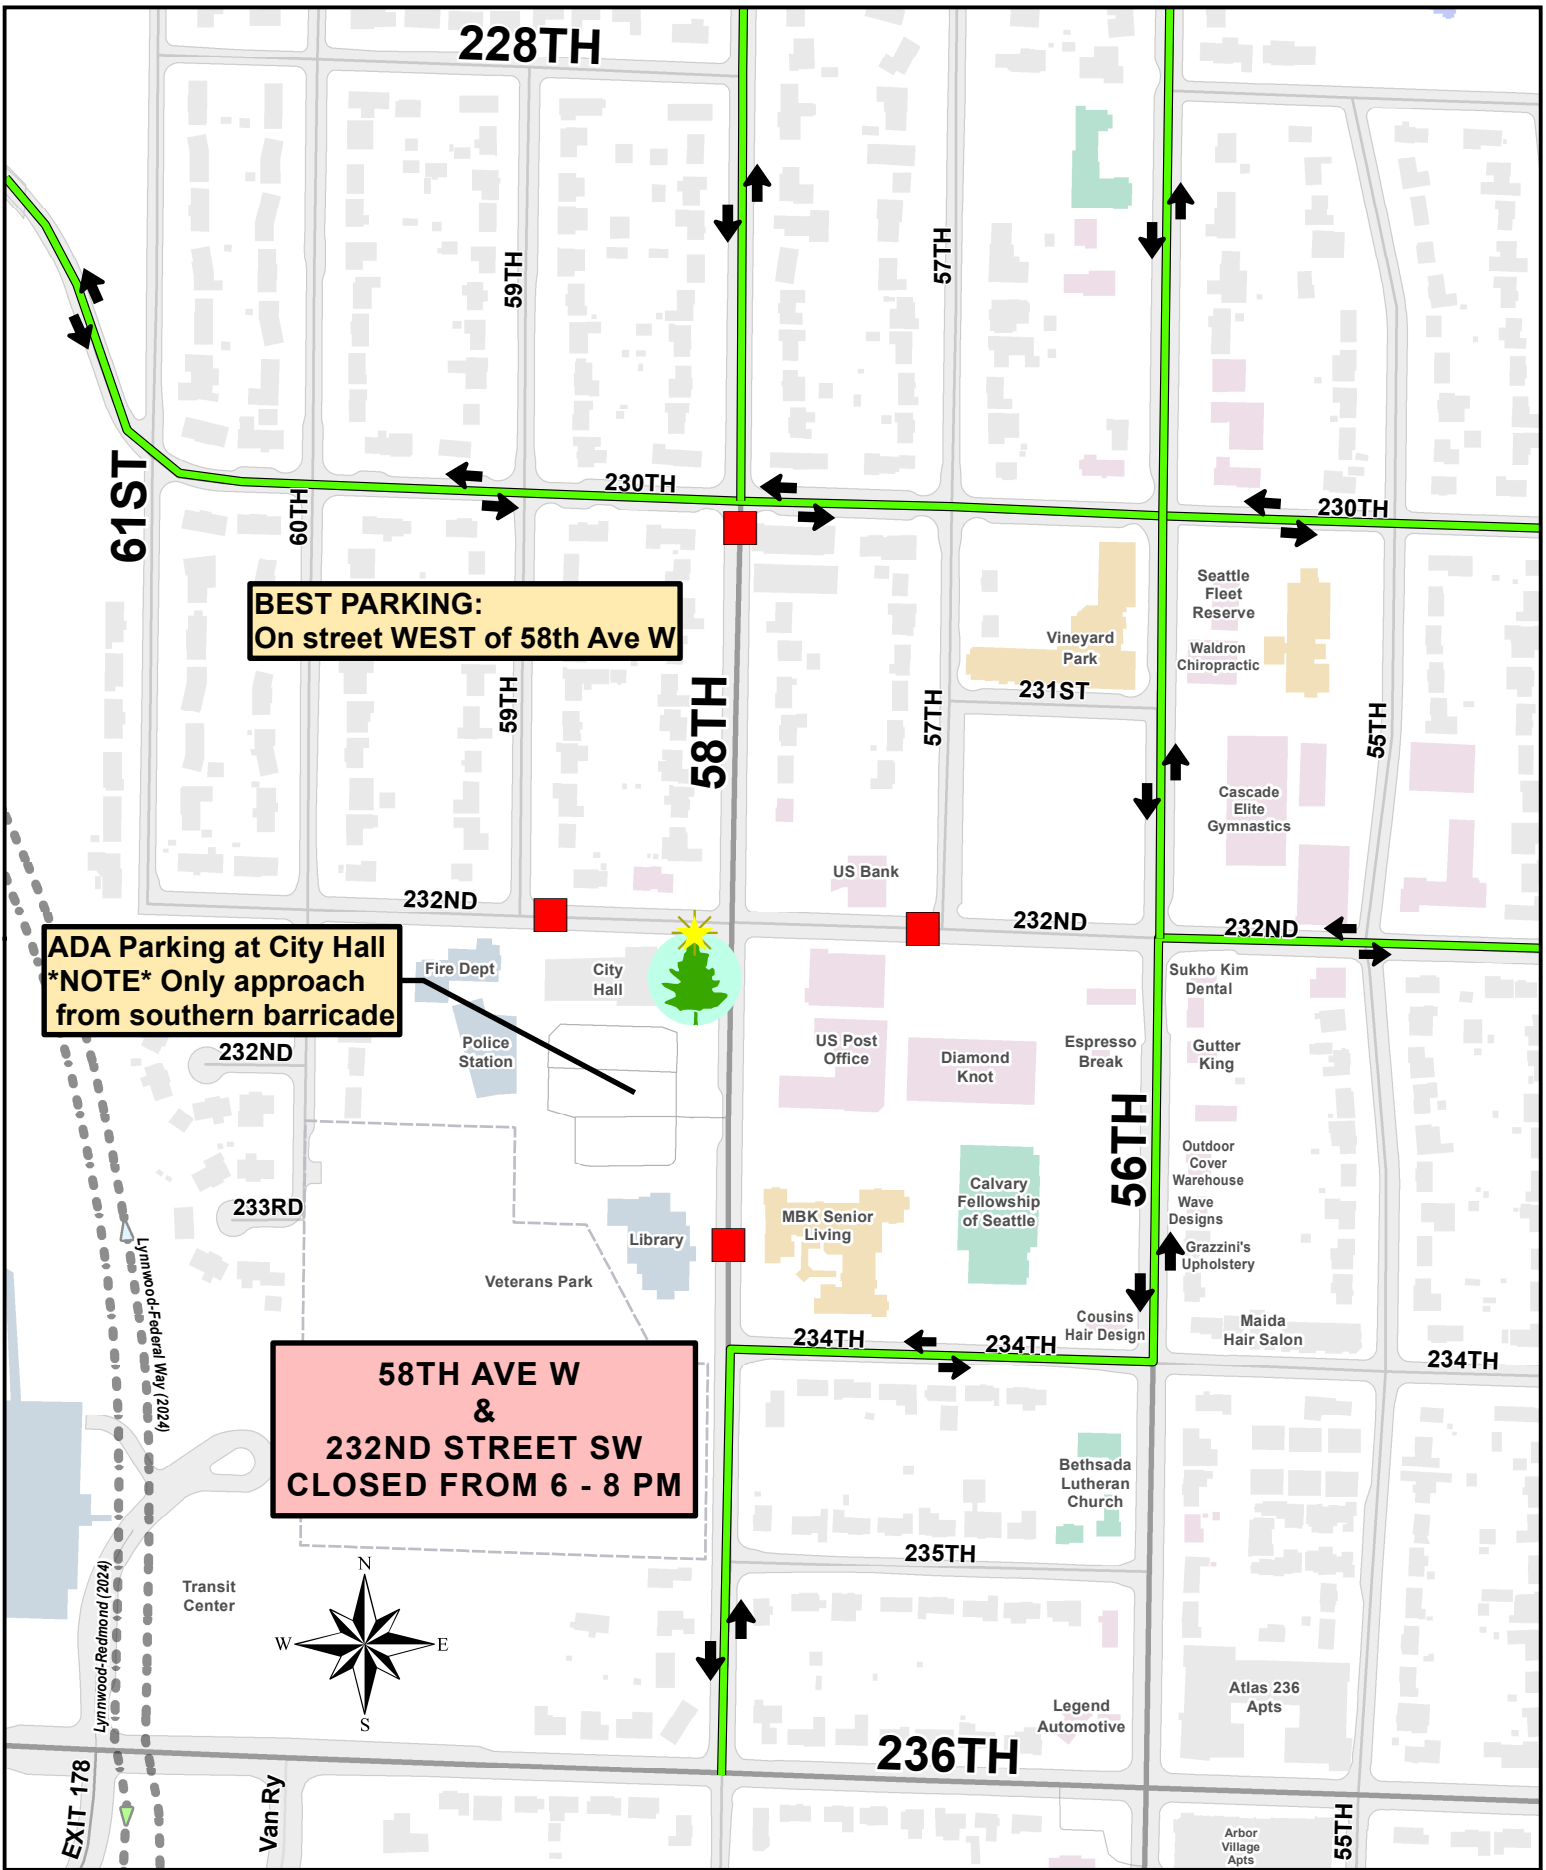 228TH
59TH
57TH
61ST
60TH
230TH
230TH
BEST PARKING:
On street WEST of 58th Ave W
Seattle
Fleet
Reserve
Vineyard
Park
Waldron
Chiropractic
231ST
59TH
58TH
57TH
55TH
Cascade
Elite
Gymnastics
US Bank
232ND
232ND
232ND
ADA Parking at City Hall
*NOTE* Only approach
from southern barricade
Fire Dept
City
Hall
Sukho Kim
Dental
Police
Station
US Post
Office
Diamond
Knot
Espresso
Break
Gutter
King
232ND
56TH
Outdoor
Cover
Warehouse
Wave
Designs
Calvary
Fellowship
of Seattle
233RD
MBK Senior
Living
Library
Grazzini's
Upholstery
Veterans Park
Lynnwood-Federal Way (2024)
Cousins
Hair Design
Maida
Hair Salon
234TH
234TH
234TH
58TH AVE W
&
232ND STREET SW
CLOSED FROM 6 - 8 PM
Bethsada
Lutheran
Church
235TH
Lynnwood-Redmond (2024)
Transit
Center
N
W
E
S
Atlas 236
Apts
Legend
Automotive
236TH
EXIT 178
Van Ry
55TH
Arbor
Village
Apts